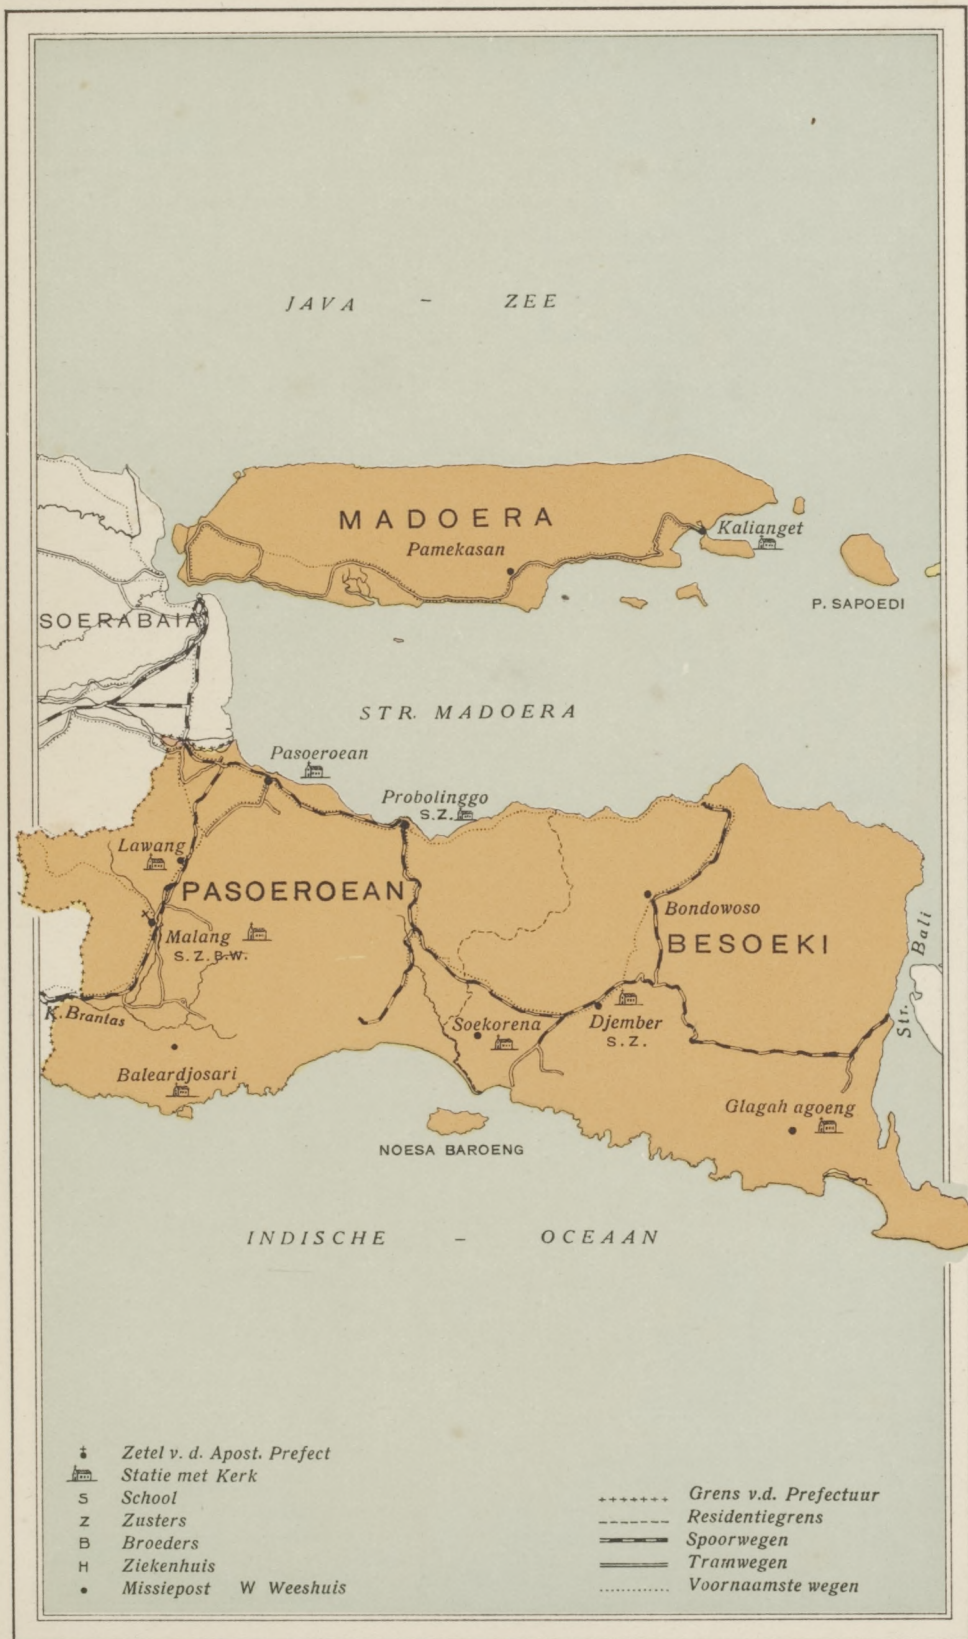 JAVA - ZEE
MADOERA
Pamekasan
Kalianget
P. SAPOEDI
SOERABAIA
STR. MADOERA
Pasoeroean
Probolinggo
S.Z.
Lawang
PASOEROEAN
Bondowoso
Malang
S. Z. B. W.
BESOEKI
Str. Bali
K. Brantas
Soekorena
Djember
S. Z.
Baleardjosari
Glagah agoeng
NOESA BAROENG
INDISCHE - OCEAAN
Zetel v. d. Apost. Prefect
Statie met Kerk
S School
Z Zusters
B Broeders
H Ziekenhuis
Missiepost W Weeshuis
Grens v.d. Prefectuur
Residentiegrens
Spoorwegen
Tramwegen
Voornaamste wegen